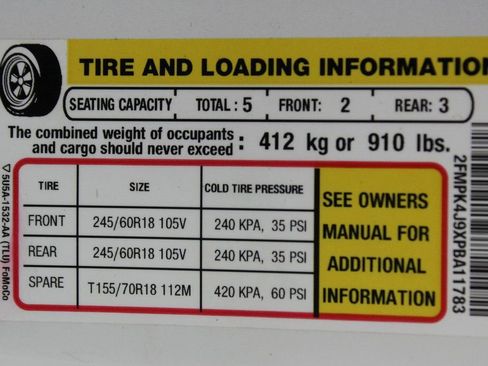 TIRE AND LOADING INFORMATION
SEATING CAPACITY TOTAL: 5 FRONT: 2 REAR: 3
The combined weight of occupants
and cargo should never exceed : 412 kg or 910 lbs.
TIRE SIZE COLD TIRE PRESSURE
FRONT 245/60R18 105V 240 KPA, 35 PSI
REAR 245/60R18 105V 240 KPA, 35 PSI
SPARE T155/70R18 112M 420 KPA, 60 PSI
SEE OWNERS
MANUAL FOR
ADDITIONAL
INFORMATION
5U5A-1532-AA (TLU) FoMoCo
2FMPK4J9XPBA11783